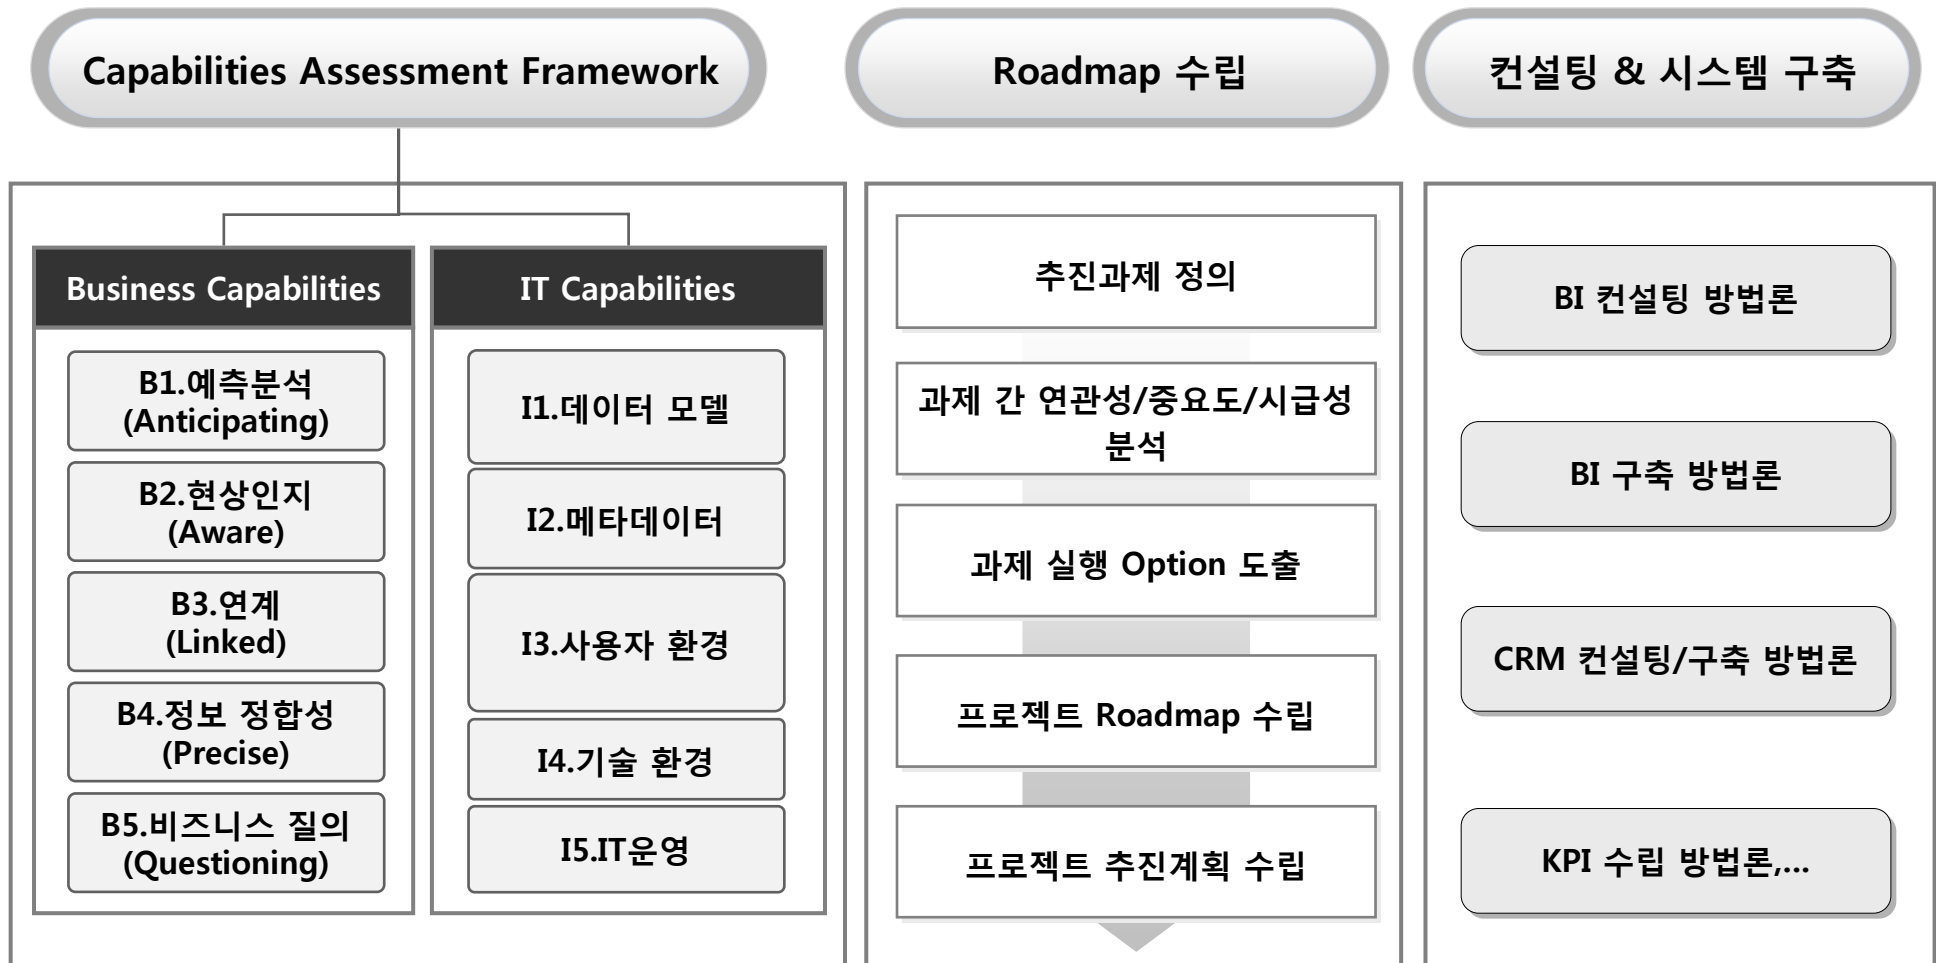 Capabilities Assessment Framework
Business Capabilities
B1.예측분석
(Anticipating)
B2.현상인지
(Aware)
B3.연계
(Linked)
B4.정보 정합성
(Precise)
B5.비즈니스 질의
(Questioning)
IT Capabilities
I1.데이터 모델
I2.메타데이터
I3.사용자 환경
I4.기술 환경
I5.IT운영
Roadmap 수립
추진과제 정의
과제 간 연관성/중요도/시급성
분석
과제 실행 Option 도출
프로젝트 Roadmap 수립
프로젝트 추진계획 수립
컨설팅 & 시스템 구축
BI 컨설팅 방법론
BI 구축 방법론
CRM 컨설팅/구축 방법론
KPI 수립 방법론,...